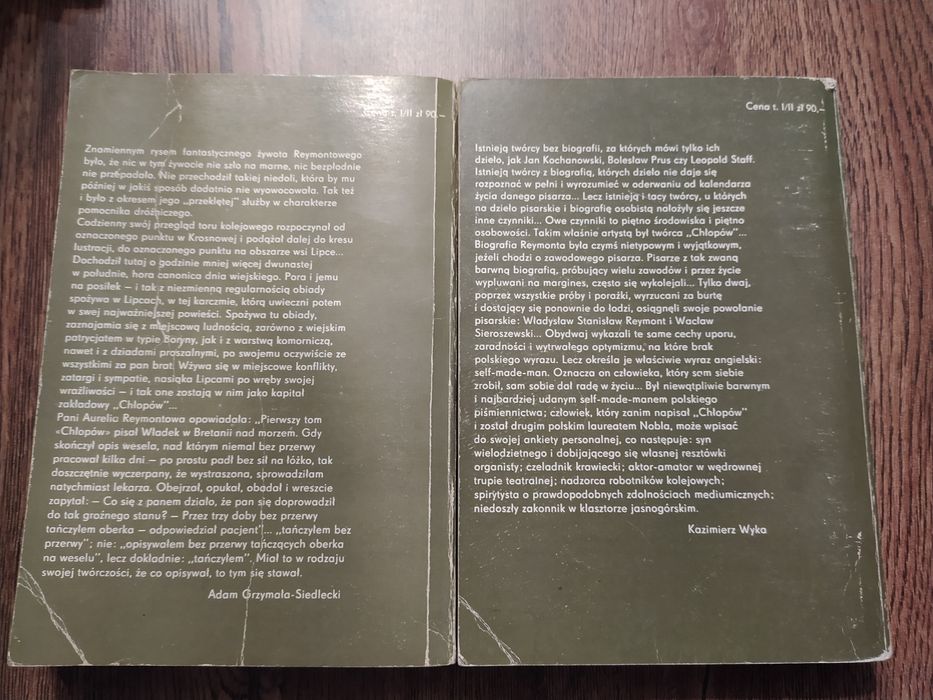 Cena t. I/II zł 90,–
Znamiennym rysem fantastycznego żywota Reymontowego
było, że nic w tym żywocie nie szło na marne, nic bezpłodnie
nie przepadało. Nie przechodził takiej niedoli, która by mu
później w jakiś sposób dodatnio nie wyowocowała. Tak też
i było z okresem jego „przeklętej” służby w charakterze
pomocnika dróżniczego.
Codzienny swój przegląd toru kolejowego rozpoczynał od
oznaczonego punktu w Krosnowej i podążał dalej do kresu
lustracji, do oznaczonego punktu na obszarze wsi Lipce...
Dochodził tutaj o godzinie mniej więcej dwunastej
w południe, hora canonica dnia wiejskiego. Pora i jemu
na posiłek – i tak z niezmienną regularnością obiady
spożywa w Lipcach, w tej karczmie, którą uwieczni potem
w swej najważniejszej powieści. Spożywa tu obiady,
zaznajamia się z miejscową ludnością, zarówno z wiejskim
patrycjatem w typie Boryny, jak i z warstwą komorniczą,
nawet i z dziadami proszalnymi, po swojemu oczywiście ze
wszystkimi za pan brat. Wżywa się w miejscowe konflikty,
zatargi i sympatie, nasiąka Lipcami po wręby swojej
wrażliwości – i tak one zostają w nim jako kapitał
zakładowy „Chłopów”...
Pani Aurelia Reymontowa opowiadała: „Pierwszy tom
«Chłopów» pisał Władek w Bretanii nad morzem. Gdy
skończył opis wesela, nad którym niemal bez przerwy
pracował kilka dni – po prostu padł bez sił na łóżko, tak
doszczętnie wyczerpany, że wystraszona, sprowadziłam
natychmiast lekarza. Obejrzał, opukał, obadał i wreszcie
zapytał: – Co się z panem działo, że pan się doprowadził
do tak groźnego stanu? – Przez trzy doby bez przerwy
tańczyłem oberka – odpowiedział pacjent”... „tańczyłem bez
przerwy”; nie: „opisywałem bez przerwy tańczących oberka
na weselu”, lecz dokładnie: „tańczyłem”. Miał to w rodzaju
swojej twórczości, że co opisywał, to tym się stawał.
Adam Grzymała-Siedlecki
Cena t. I/II zł 90,–
Istnieją twórcy bez biografii, za których mówi tylko ich
dzieło, jak Jan Kochanowski, Bolesław Prus czy Leopold Staff.
Istnieją twórcy z biografią, których dzieło nie daje się
rozpoznać w pełni i wyrozumieć w oderwaniu od kalendarza
życia danego pisarza... Lecz istnieją i tacy twórcy, u których
na dzieło pisarskie i biografię osobistą nałożyły się jeszcze
inne czynniki... Owe czynniki to piętno środowiska i piętno
osobowości. Takim właśnie artystą był twórca „Chłopów”...
Biografia Reymonta była czymś nietypowym i wyjątkowym,
jeżeli chodzi o zawodowego pisarza. Pisarze z tak zwaną
barwną biografią, próbujący wielu zawodów i przez życie
wypluwani na margines, często się wykolejali... Tylko dwaj,
poprzez wszystkie próby i porażki, wyrzucani za burtę
i dostający się ponownie do łodzi, osiągnęli swoje powołanie
pisarskie: Władysław Stanisław Reymont i Wacław
Sieroszewski... Obydwaj wykazali te same cechy uporu,
zaradności i wytrwałego optymizmu, na które brak
polskiego wyrazu. Lecz określa je właściwie wyraz angielski:
self-made-man. Oznacza on człowieka, który sam siebie
zrobił, sam sobie dał radę w życiu... Był niewątpliwie barwnym
i najbardziej udanym self-made-manem polskiego
piśmiennictwa; człowiek, który zanim napisał „Chłopów”
i został drugim polskim laureatem Nobla, może wpisać
do swojej ankiety personalnej, co następuje: syn
wielodzietnego i dobijającego się własnej resztówki
organisty; czeladnik krawiecki; aktor-amator w wędrownej
trupie teatralnej; nadzorca robotników kolejowych;
spirytysta o prawdopodobnych zdolnościach mediumicznych;
niedoszły zakonnik w klasztorze jasnogórskim.
Kazimierz Wyka